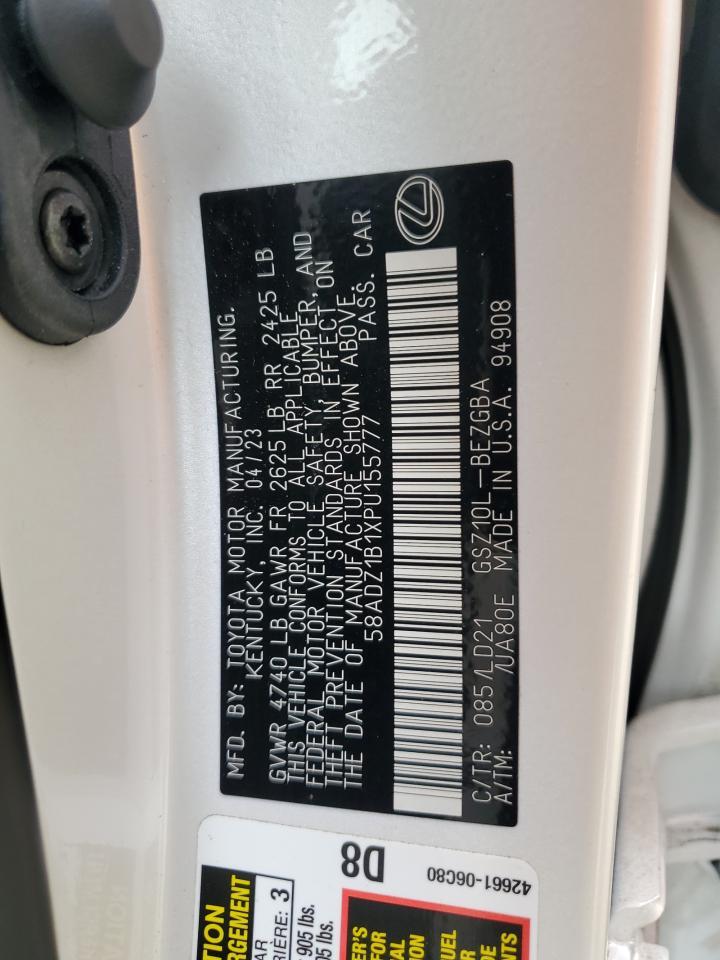 MFD. BY: TOYOTA MOTOR MANUFACTURING.
KENTUCKY, INC. 04/23
GVWR 4740 LB GAWR FR 2625 LB RR 2425 LB
THIS VEHICLE CONFORMS TO ALL APPLICABLE
FEDERAL MOTOR VEHICLE SAFETY, BUMPER, AND
THEFT PREVENTION STANDARDS IN EFFECT ON
THE DATE OF MANUFACTURE SHOWN ABOVE.
58ADZ1B1XPU155777 PASS. CAR
C/TR: 085/LD21 GSZ10L-BEZGBA
A/TM: /UA80E MADE IN U.S.A. 94908
D8
42661-06C80
3
905 lbs.